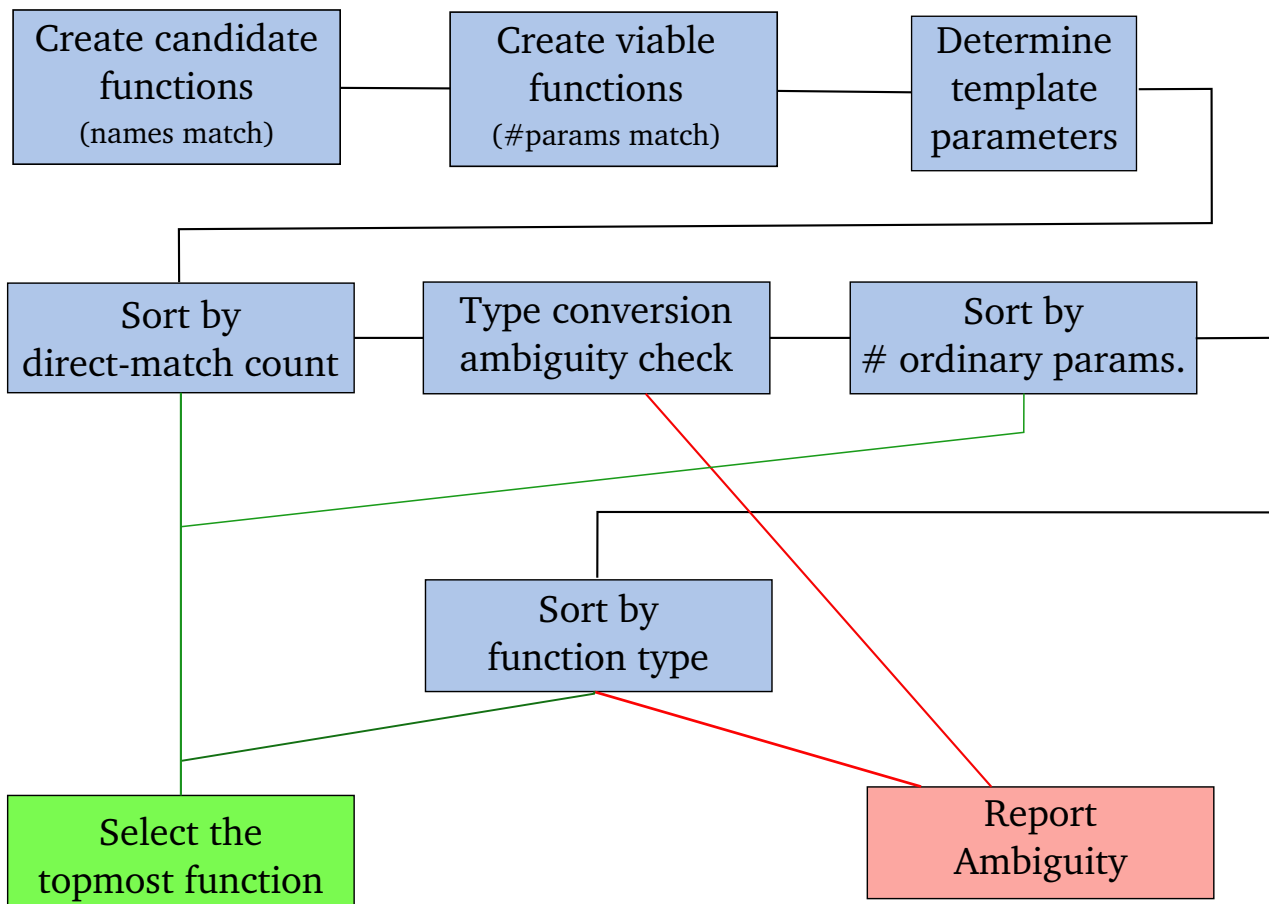 Create candidate
functions
(names match)
Create viable
functions
(#params match)
Determine
template
parameters
Sort by
direct-match count
Type conversion
ambiguity check
Sort by
# ordinary params.
Sort by
function type
Select the
topmost function
Report
Ambiguity